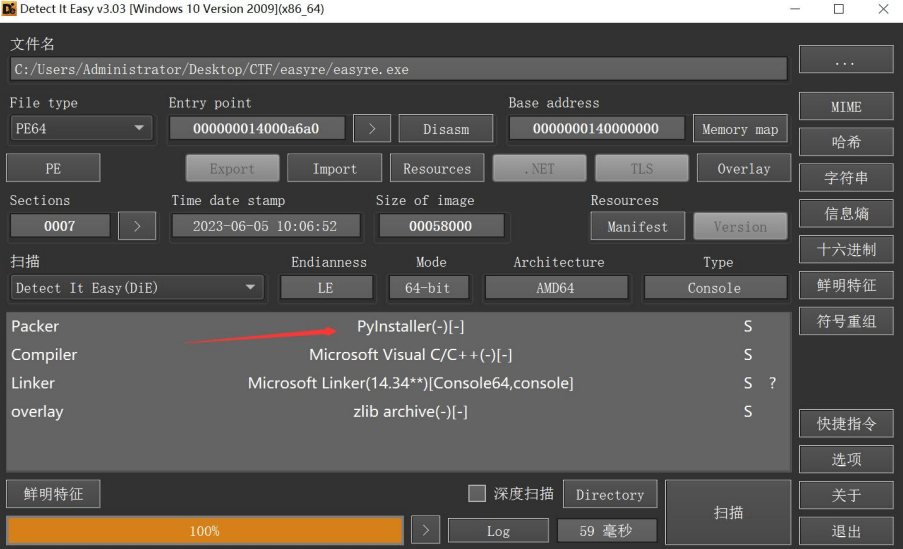 Detect It Easy v3.03 [Windows 10 Version 2009](x86_64)
文件名
C:/Users/Administrator/Desktop/CTF/easyre/easyre.exe
...
File type Entry point Base address
PE64 000000014000a6a0 > Disasm 0000000140000000 Memory map
MIME
哈希
PE Export Import Resources .NET TLS Overlay
字符串
Sections Time date stamp Size of image Resources
0007 > 2023-06-05 10:06:52 00058000 Manifest Version
信息熵
十六进制
扫描 Endianness Mode Architecture Type
Detect It Easy(DiE) LE 64-bit AMD64 Console
鲜明特征
符号重组
Packer PyInstaller(-)[-] S
Compiler Microsoft Visual C/C++(-)[-] S
Linker Microsoft Linker(14.34**)[Console64,console] S ?
overlay zlib archive(-)[-] S
快捷指令
选项
鲜明特征 深度扫描 Directory 扫描
关于
100% > Log 59 毫秒
退出